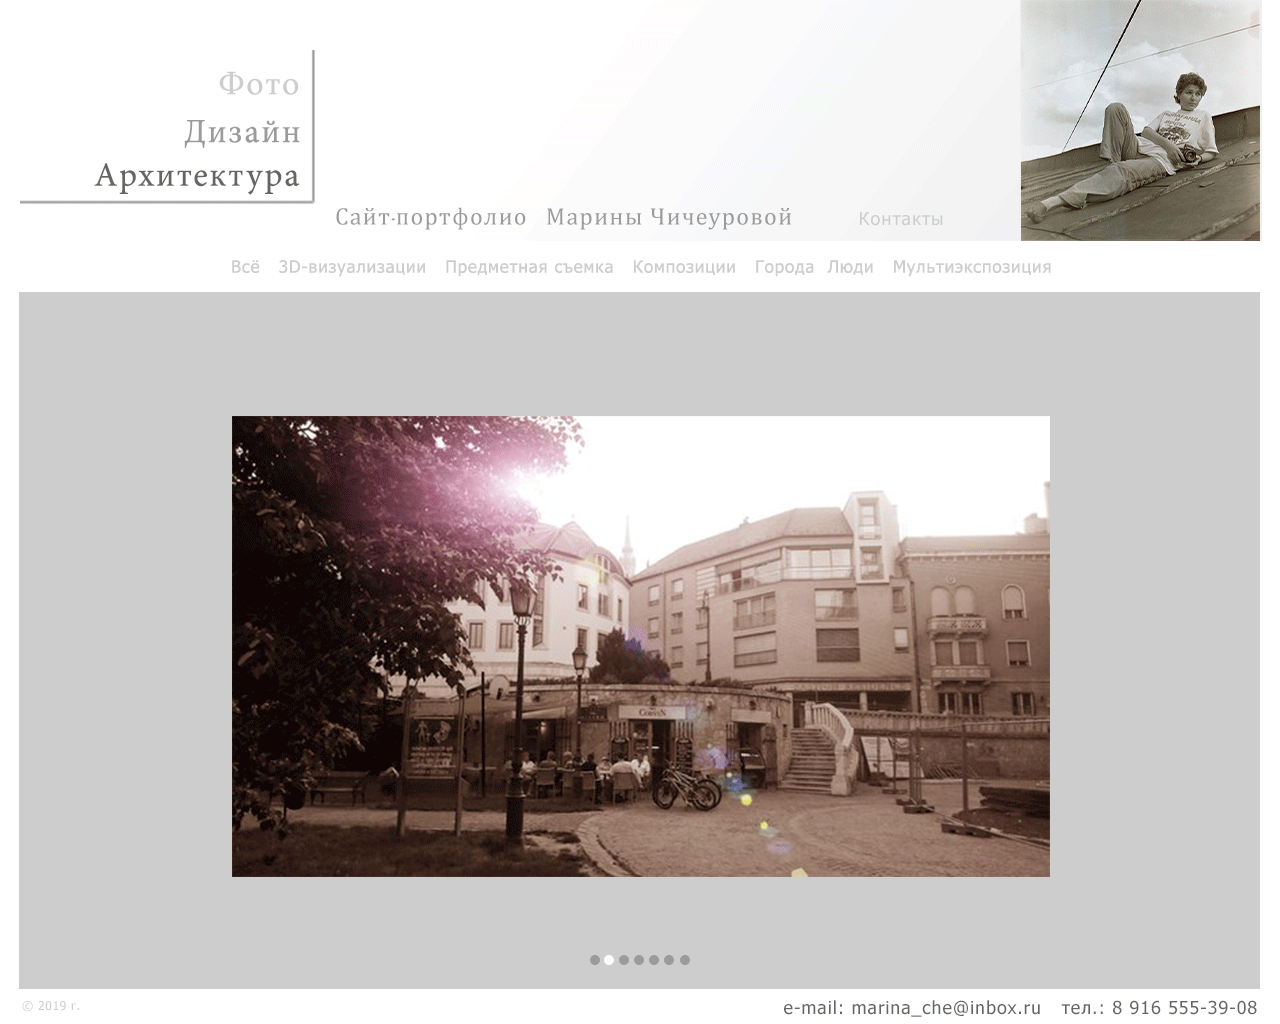 Фото
Дизайн
Архитектура
Сайт-портфолио Марины Чичеуровой
Контакты
Всё 3D-визуализации Предметная съемка Композиции Города Люди Мультиэкспозиция
© 2019 г.
e-mail: marina_che@inbox.ru тел.: 8 916 555-39-08